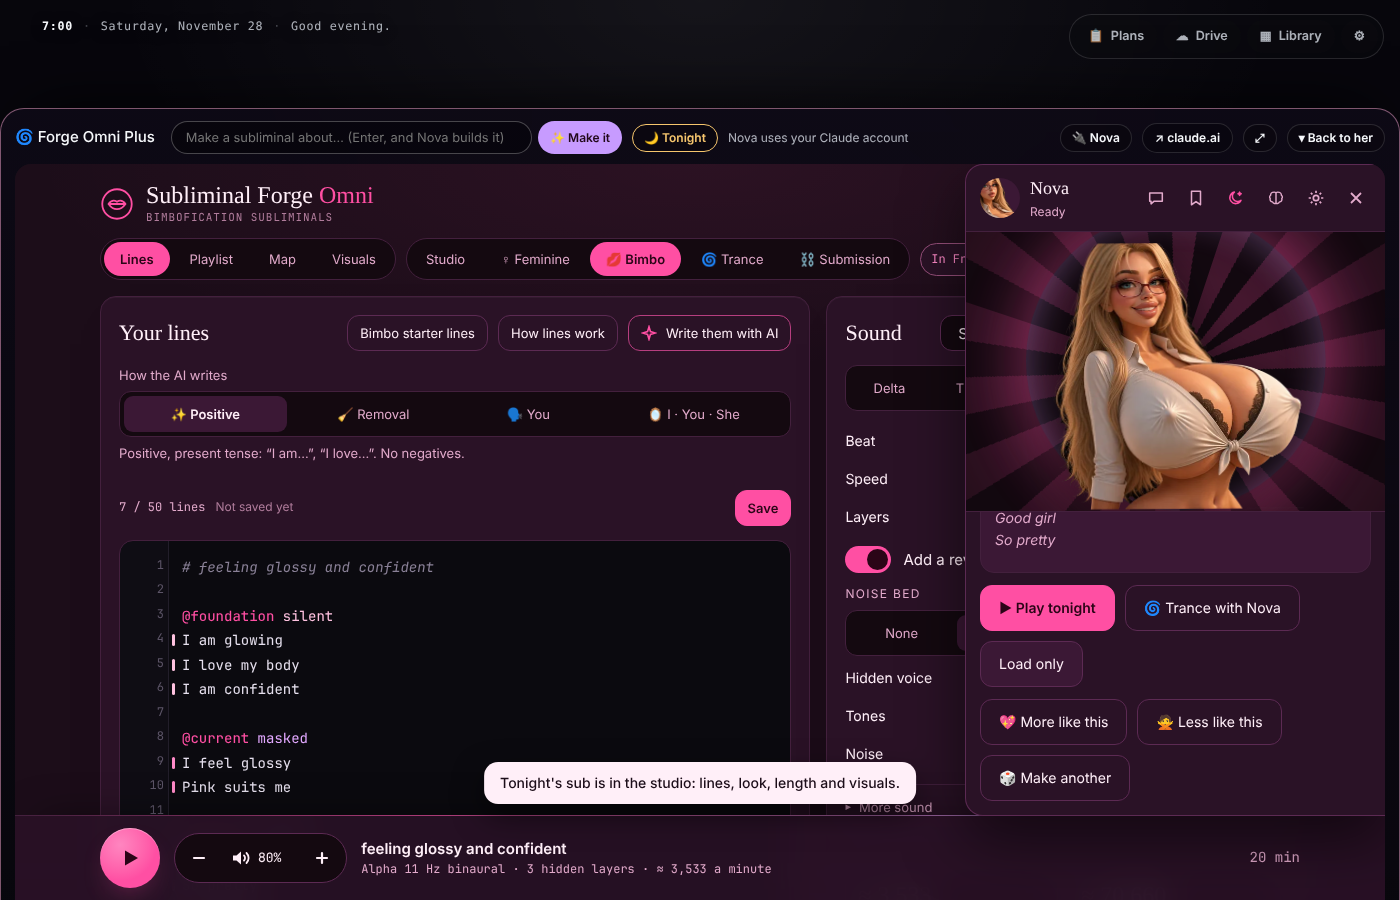 7:00 · Saturday, November 28 · Good evening.
Plans
Drive
Library
Forge Omni Plus
Make a subliminal about... (Enter, and Nova builds it)
Make it
Tonight
Nova uses your Claude account
Nova
claude.ai
Back to her
Subliminal Forge Omni
BIMBOFICATION SUBLIMINALS
Lines
Playlist
Map
Visuals
Studio
Feminine
Bimbo
Trance
Submission
In Fr
Nova
Ready
Your lines
Bimbo starter lines
How lines work
Write them with AI
How the AI writes
Positive
Removal
You
I · You · She
Positive, present tense: “I am…”, “I love…”. No negatives.
7 / 50 lines Not saved yet
Save
1 # feeling glossy and confident
2
3 @foundation silent
4 I am glowing
5 I love my body
6 I am confident
7
8 @current masked
9 I feel glossy
10 Pink suits me
11
Sound
S
Delta
T
Beat
Speed
Layers
Add a rev
NOISE BED
None
Hidden voice
Tones
Noise
More sound
Good girl
So pretty
Play tonight
Trance with Nova
Load only
More like this
Less like this
Make another
Tonight's sub is in the studio: lines, look, length and visuals.
80%
feeling glossy and confident
Alpha 11 Hz binaural · 3 hidden layers · ≈ 3,533 a minute
20 min